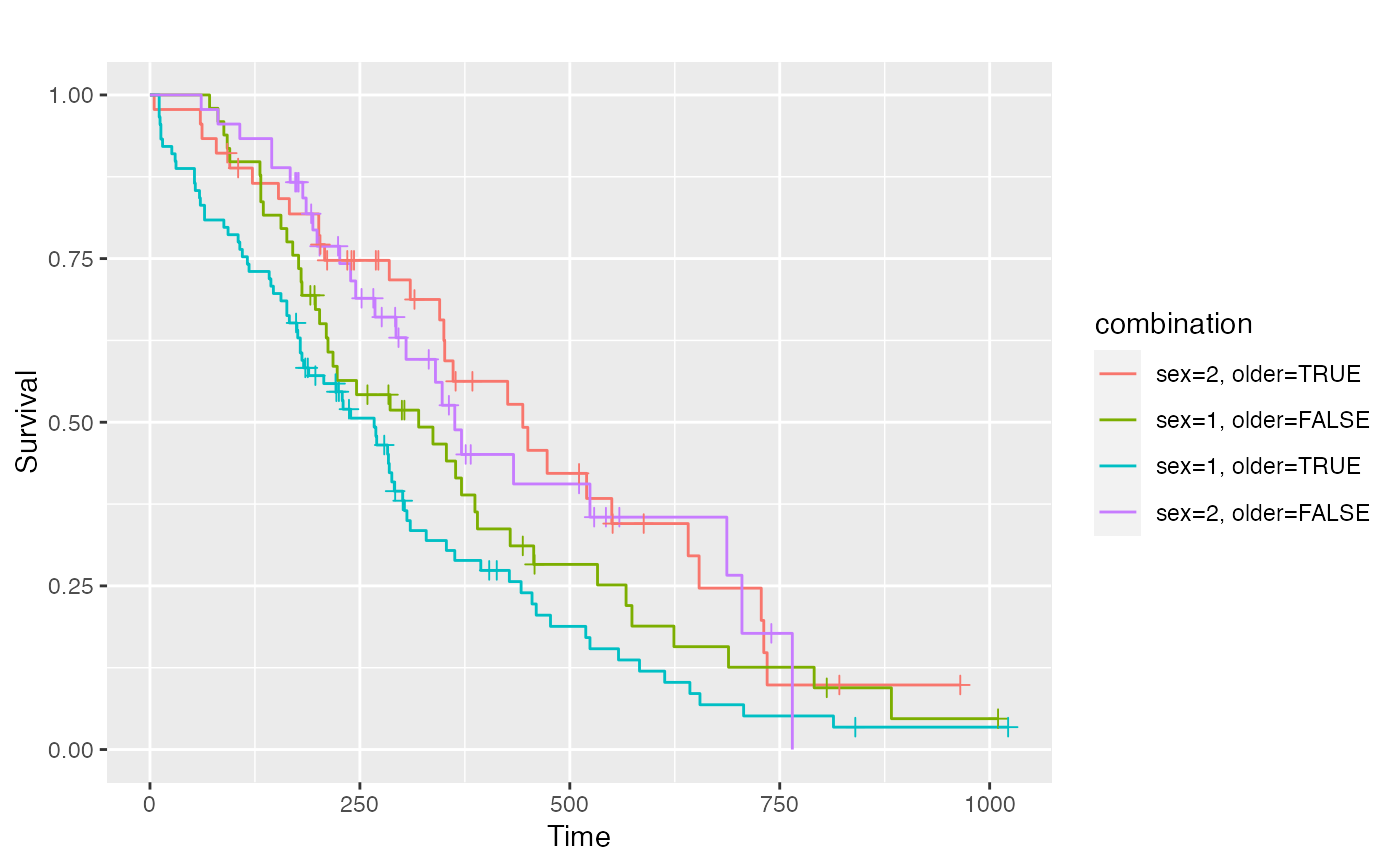 1.00
0.75
0.50
0.25
0.00
Survival
0
250
500
750
1000
Time
combination
sex=2, older=TRUE
sex=1, older=FALSE
sex=1, older=TRUE
sex=2, older=FALSE